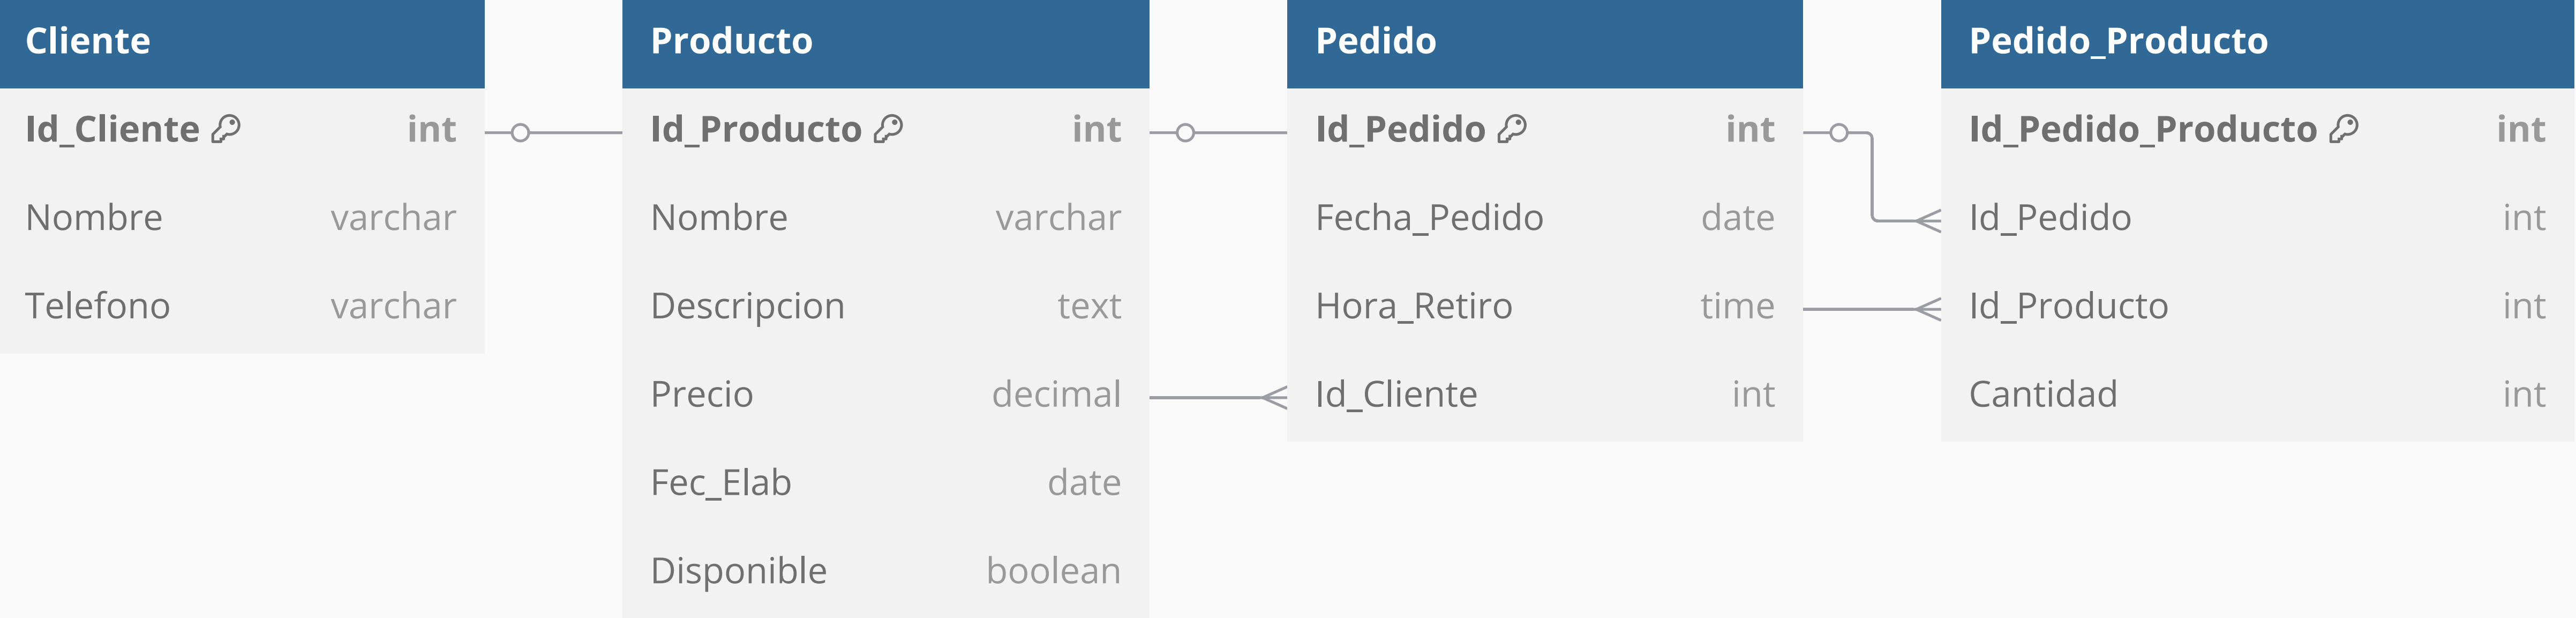 Cliente
Id_Cliente int
Nombre varchar
Telefono varchar
Producto
Id_Producto int
Nombre varchar
Descripcion text
Precio decimal
Fec_Elab date
Disponible boolean
Pedido
Id_Pedido int
Fecha_Pedido date
Hora_Retiro time
Id_Cliente int
Pedido_Producto
Id_Pedido_Producto int
Id_Pedido int
Id_Producto int
Cantidad int